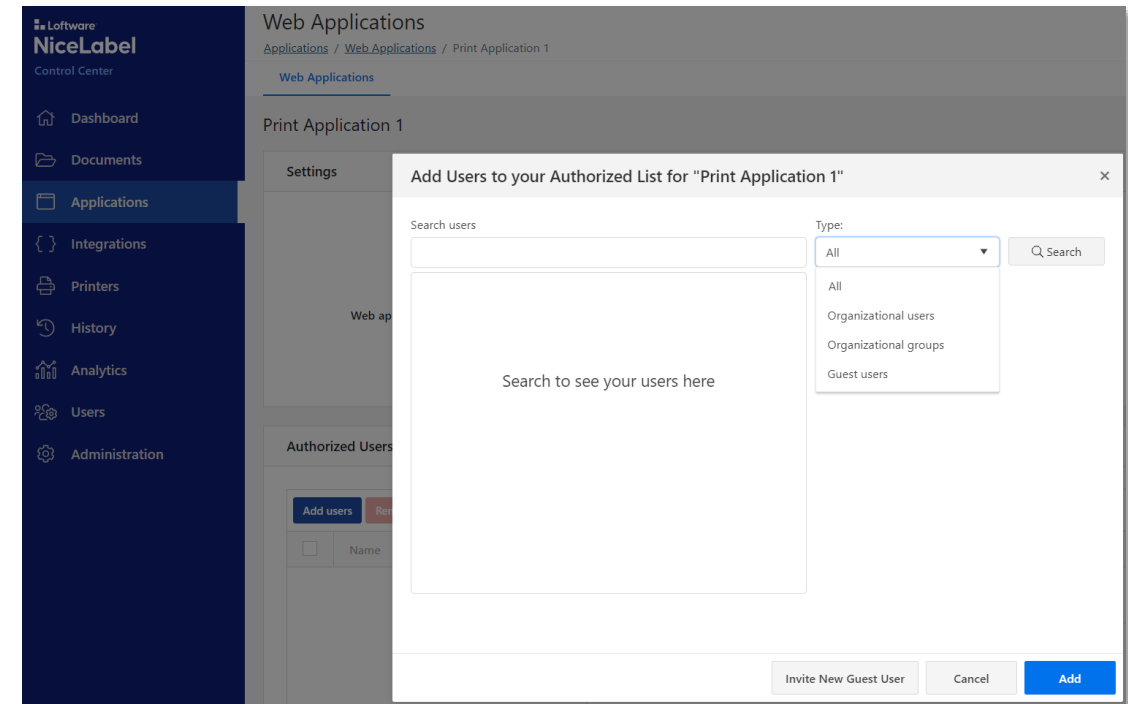 Loftware
NiceLabel
Control Center
Dashboard
Documents
Applications
Integrations
Printers
History
Analytics
Users
Administration
Web Applications
Applications / Web Applications / Print Application 1
Web Applications
Print Application 1
Settings
Web ap
Authorized Users
Add users
Rer
Name
Add Users to your Authorized List for "Print Application 1"
×
Search users
Type:
All
Search
All
Organizational users
Organizational groups
Guest users
Search to see your users here
Invite New Guest User
Cancel
Add